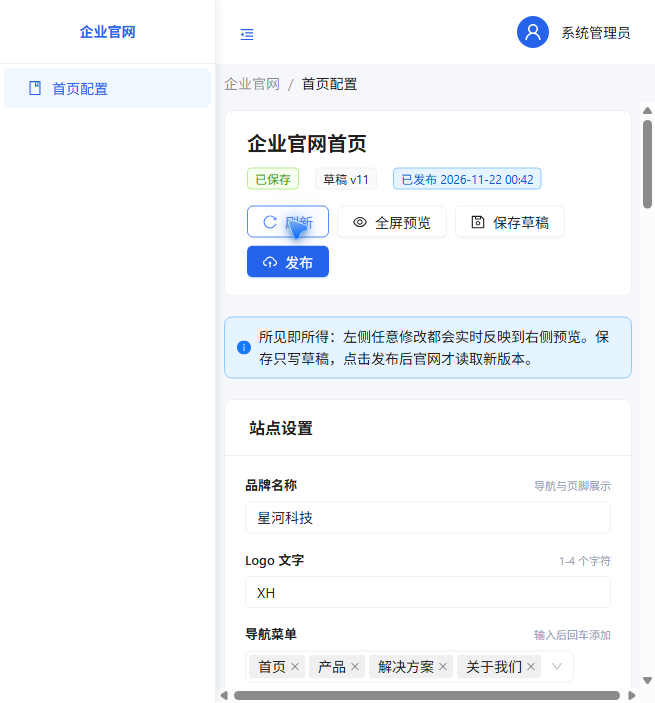 企业官网
系统管理员
首页配置
企业官网 / 首页配置
企业官网首页
已保存 草稿 v11 已发布 2026-11-22 00:42
刷新 全屏预览 保存草稿
发布
所见即所得：左侧任意修改都会实时反映到右侧预览。保
存只写草稿，点击发布后官网才读取新版本。
站点设置
品牌名称 导航与页脚展示
星河科技
Logo 文字 1-4 个字符
XH
导航菜单 输入后回车添加
首页 产品 解决方案 关于我们